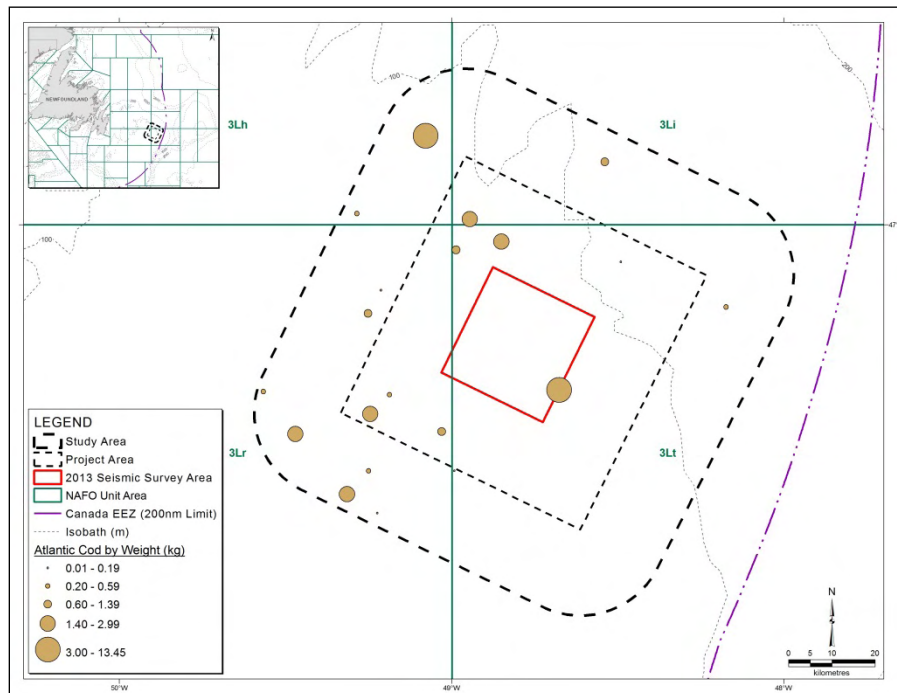 NEWFOUNDLAND
100
200
3Lh
3Li
100
47°
LEGEND
Study Area
Project Area
2013 Seismic Survey Area
NAFO Unit Area
Canada EEZ (200nm Limit)
Isobath (m)
Atlantic Cod by Weight (kg)
0.01 - 0.19
0.20 - 0.59
0.60 - 1.39
1.40 - 2.99
3.00 - 13.45
3Lr
3Lt
N
0 5 10 20
kilometres
50°W
49°W
48°W